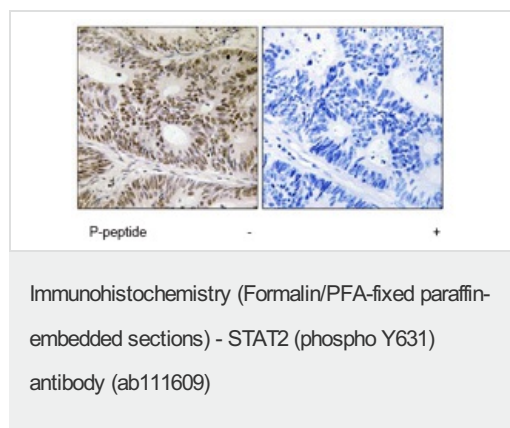 P-peptide - +
Immunohistochemistry (Formalin/PFA-fixed paraffin-
embedded sections) - STAT2 (phospho Y631)
antibody (ab111609)